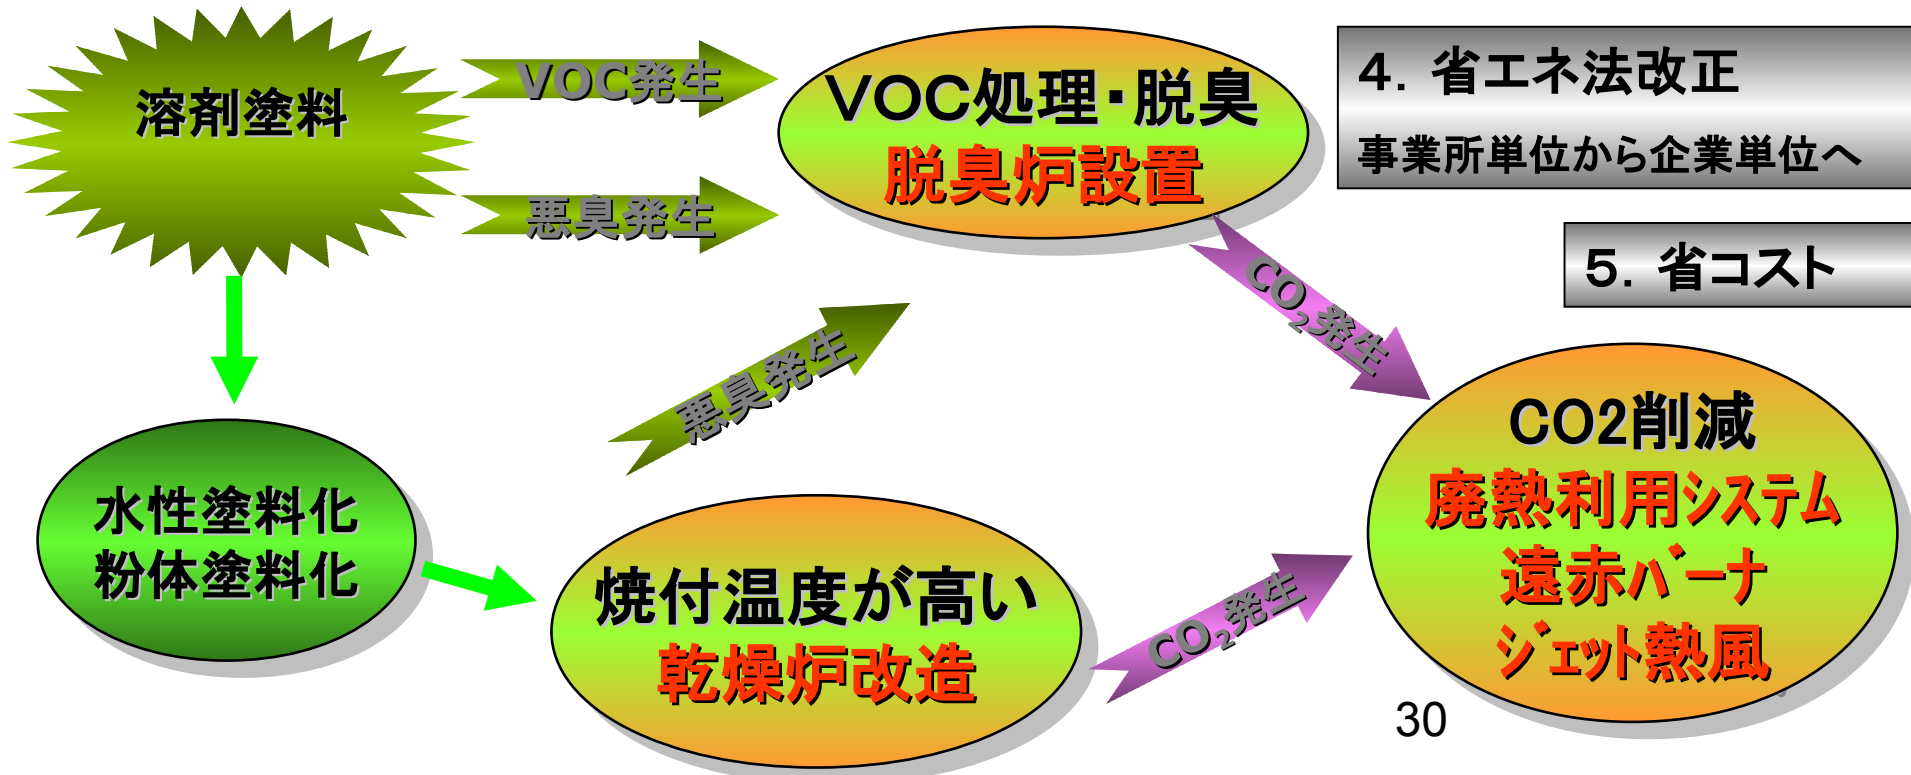 溶剤塗料
VOC発生
悪臭発生
VOC処理・脱臭
脱臭炉設置
4．省エネ法改正
事業所単位から企業単位へ
5．省コスト
悪臭発生
CO₂発生
水性塗料化
粉体塗料化
焼付温度が高い
乾燥炉改造
CO₂発生
CO2削減
廃熱利用ｼｽﾃﾑ
遠赤ﾊﾞｰﾅ
ｼﾞｪｯﾄ熱風
30